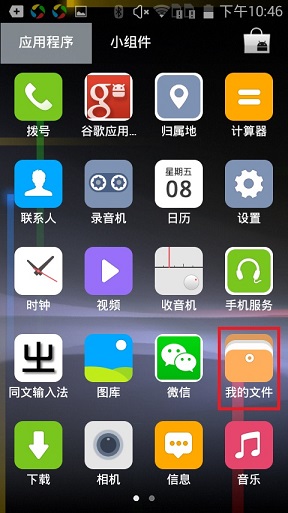 下午10:46
应用程序 小组件
拨号 谷歌应用... 归属地 计算器
联系人 录音机 日历 设置
星期五
08
时钟 视频 收音机 手机服务
同文输入法 图库 微信 我的文件
下载 相机 信息 音乐